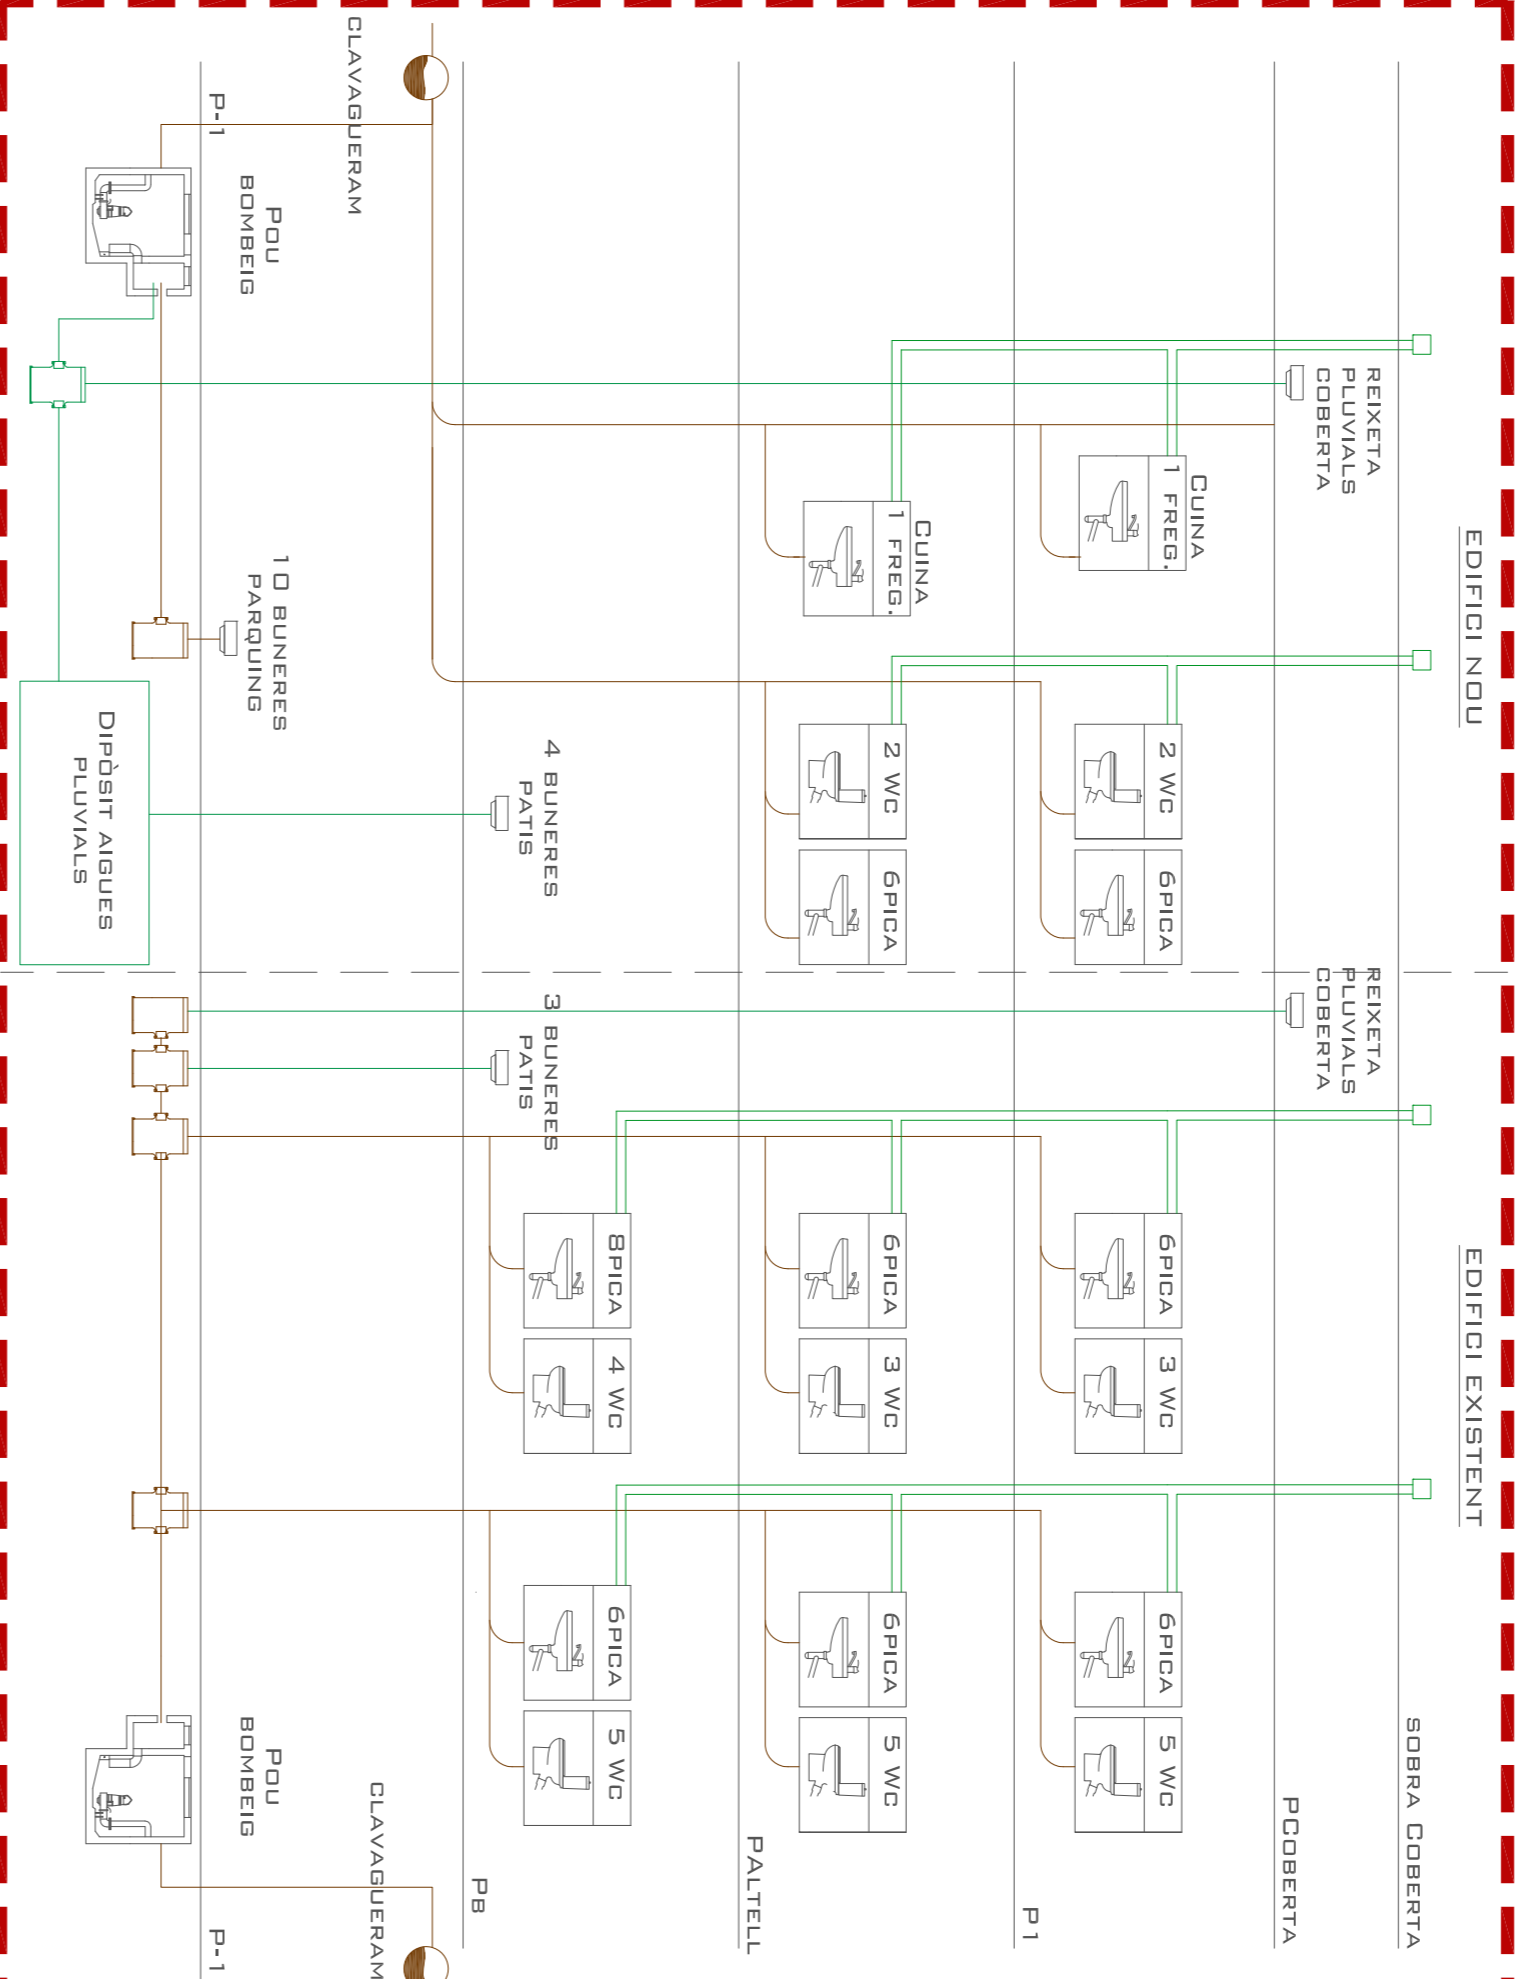 EDIFICI NOU
EDIFICI EXISTENT
SOBRA COBERTA
REIXETA
PLUVIALS
COBERTA
REIXETA
PLUVIALS
COBERTA
PCOBERTA
CUINA
1 FREG.
2 WC
6PICA
6PICA
3 WC
6PICA
5 WC
P1
CUINA
1 FREG.
2 WC
6PICA
6PICA
3 WC
6PICA
5 WC
PALTELL
8PICA
4 WC
6PICA
5 WC
4 BUNERES
PATIS
3 BUNERES
PATIS
PB
CLAVAGUERAM
CLAVAGUERAM
POU
BOMBEIG
10 BUNERES
PARQUING
POU
BOMBEIG
P-1
P-1
DIPÒSIT AIGUES
PLUVIALS